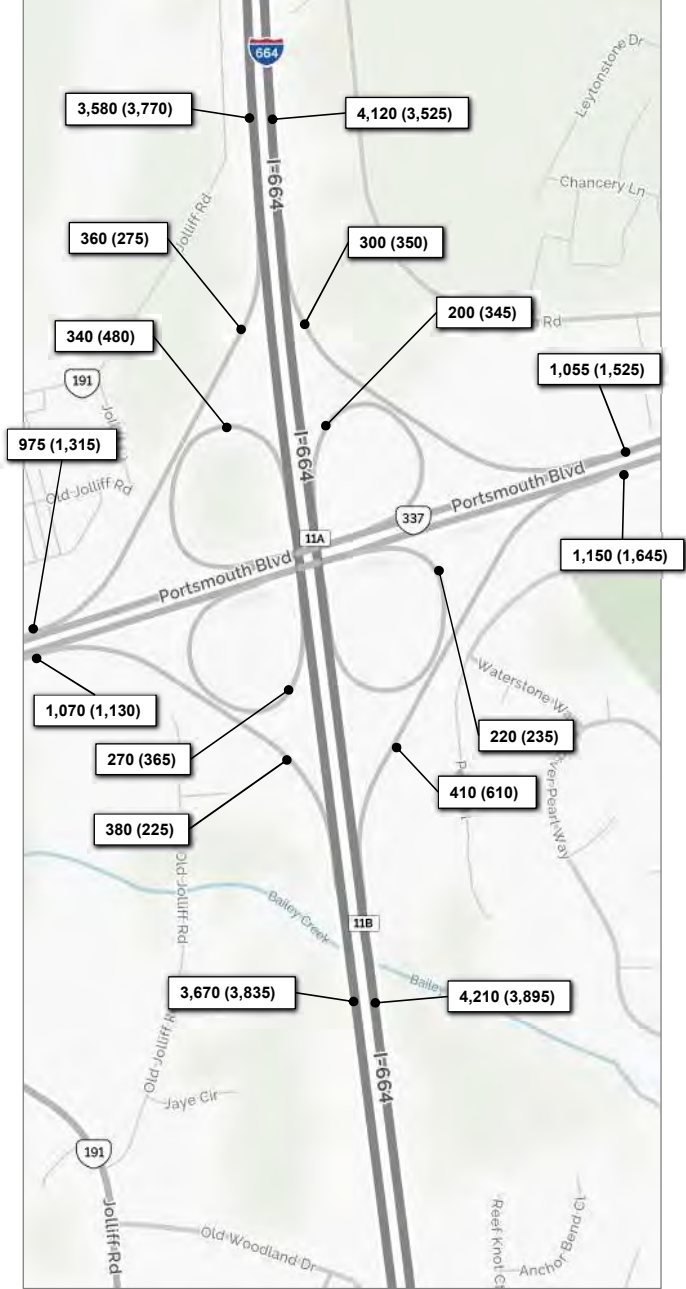 Leytonstone Dr
664
3,580 (3,770)
4,120 (3,525)
I-664
Chancery Ln
Jolliff Rd
360 (275)
300 (350)
200 (345)
Rd
340 (480)
1,055 (1,525)
191
975 (1,315)
I-664
Old Jolliff Rd
Portsmouth Blvd
337
11A
1,150 (1,645)
Portsmouth Blvd
Waterstone
1,070 (1,130)
220 (235)
270 (365)
410 (610)
380 (225)
Old Jolliff Rd
Bailey Creek
11B
3,670 (3,835)
4,210 (3,895)
I-664
Old Jolliff
Jaye Cir
191
Jolliff Rd
Old Woodland Dr
Reef Knot
Anchor Bend